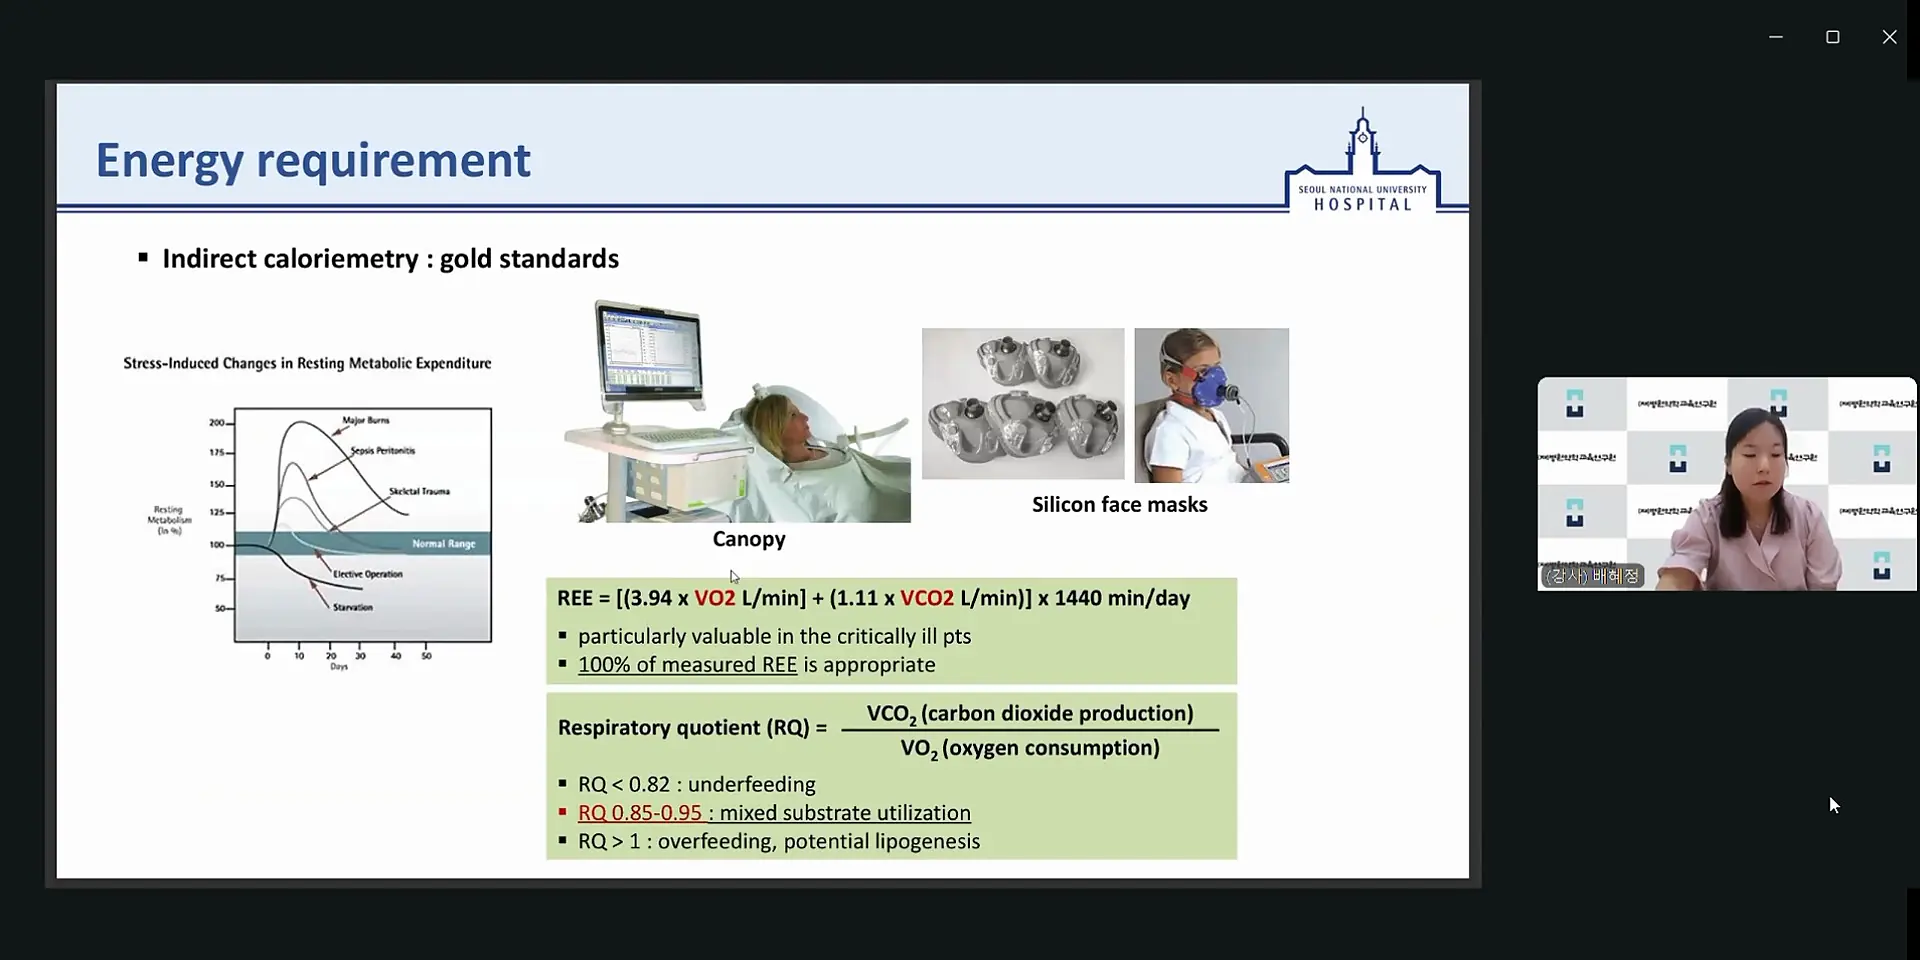 Energy requirement
SEOUL NATIONAL UNIVERSITY
HOSPITAL
▪ Indirect caloriemetry : gold standards
Stress-Induced Changes in Resting Metabolic Expenditure
Resting
Metabolism
(in %)
200
175
150
125
100
75
50
Major Burns
Sepsis Peritonitis
Skeletal Trauma
Normal Range
Elective Operation
Starvation
0 10 20 30 40 50
Days
Canopy
Silicon face masks
REE = [(3.94 x VO2 L/min] + (1.11 x VCO2 L/min)] x 1440 min/day
▪ particularly valuable in the critically ill pts
▪ 100% of measured REE is appropriate
Respiratory quotient (RQ) =
VCO2 (carbon dioxide production)
VO2 (oxygen consumption)
▪ RQ < 0.82 : underfeeding
▪ RQ 0.85-0.95 : mixed substrate utilization
▪ RQ > 1 : overfeeding, potential lipogenesis
(강사) 배혜정